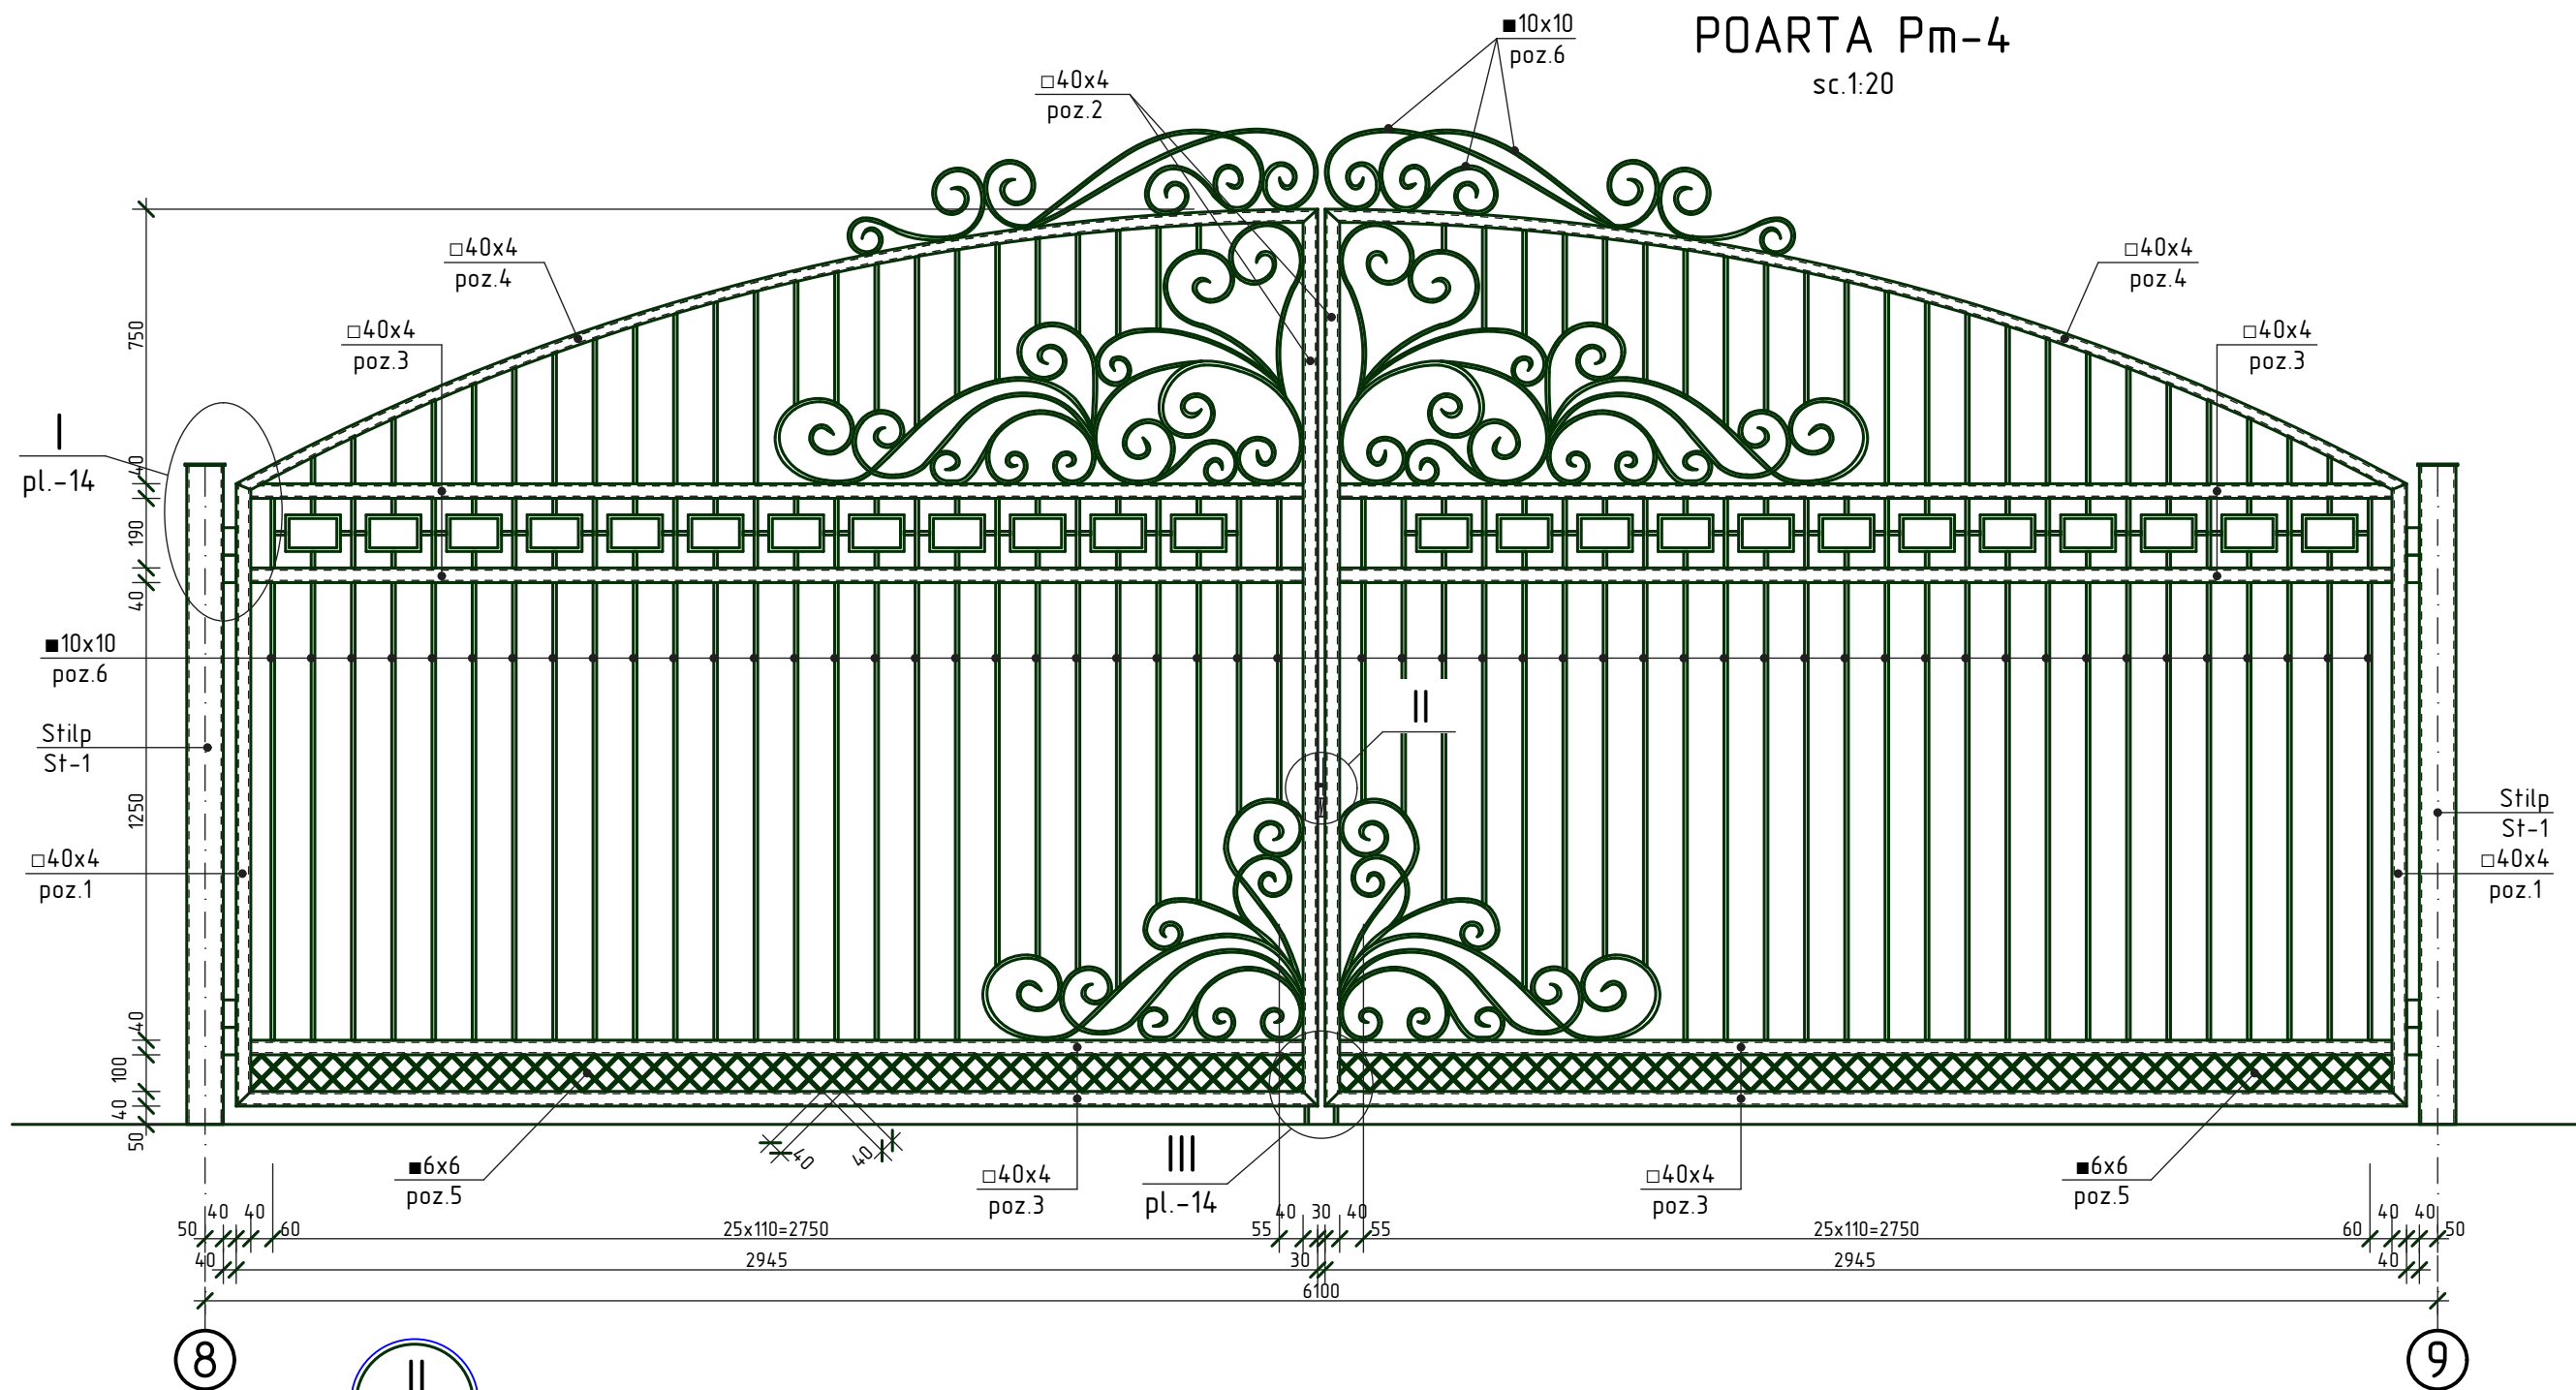 POARTA Pm-4
sc.1:20
■10x10
poz.6
□40x4
poz.2
□40x4
poz.4
□40x4
poz.4
□40x4
poz.3
□40x4
poz.3
750
I
pl.-14
40
190
40
■10x10
poz.6
II
Stilp
St-1
Stilp
St-1
1250
□40x4
poz.1
□40x4
poz.1
40
100
40
50
40
40
■6x6
poz.5
□40x4
poz.3
III
pl.-14
□40x4
poz.3
■6x6
poz.5
50 40 40 60 25x110=2750 55 40 30 40 55 25x110=2750 60 40 40 50
40 2945 30 2945 40
6100
8
9
II